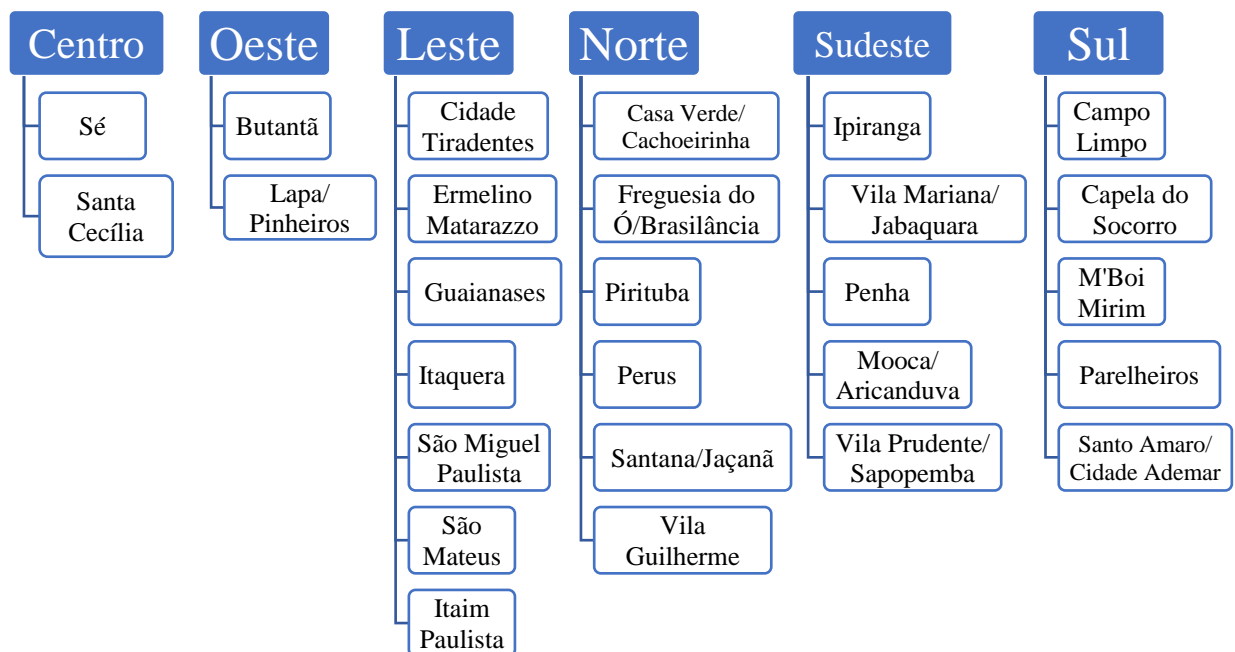 Centro
Sé
Santa
Cecília
Oeste
Butantã
Lapa/
Pinheiros
Leste
Cidade
Tiradentes
Ermelino
Matarazzo
Guaianases
Itaquera
São Miguel
Paulista
São
Mateus
Itaim
Paulista
Norte
Casa Verde/
Cachoeirinha
Freguesia do
Ó/Brasilância
Pirituba
Perus
Santana/Jaçanã
Vila
Guilherme
Sudeste
Ipiranga
Vila Mariana/
Jabaquara
Penha
Mooca/
Aricanduva
Vila Prudente/
Sapopemba
Sul
Campo
Limpo
Capela do
Socorro
M'Boi
Mirim
Parelheiros
Santo Amaro/
Cidade Ademar